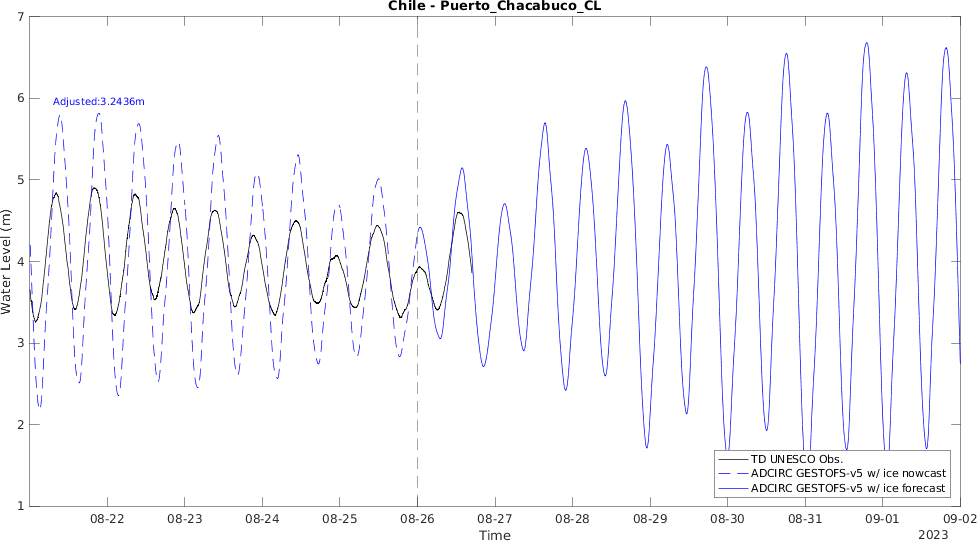 Chile - Puerto_Chacabuco_CL
7
6
5
4
3
2
1
Water Level (m)
Adjusted:3.2436m
TD UNESCO Obs.
ADCIRC GESTOFS-v5 w/ ice nowcast
ADCIRC GESTOFS-v5 w/ ice forecast
08-22 08-23 08-24 08-25 08-26 08-27 08-28 08-29 08-30 08-31 09-01 09-02
Time
2023